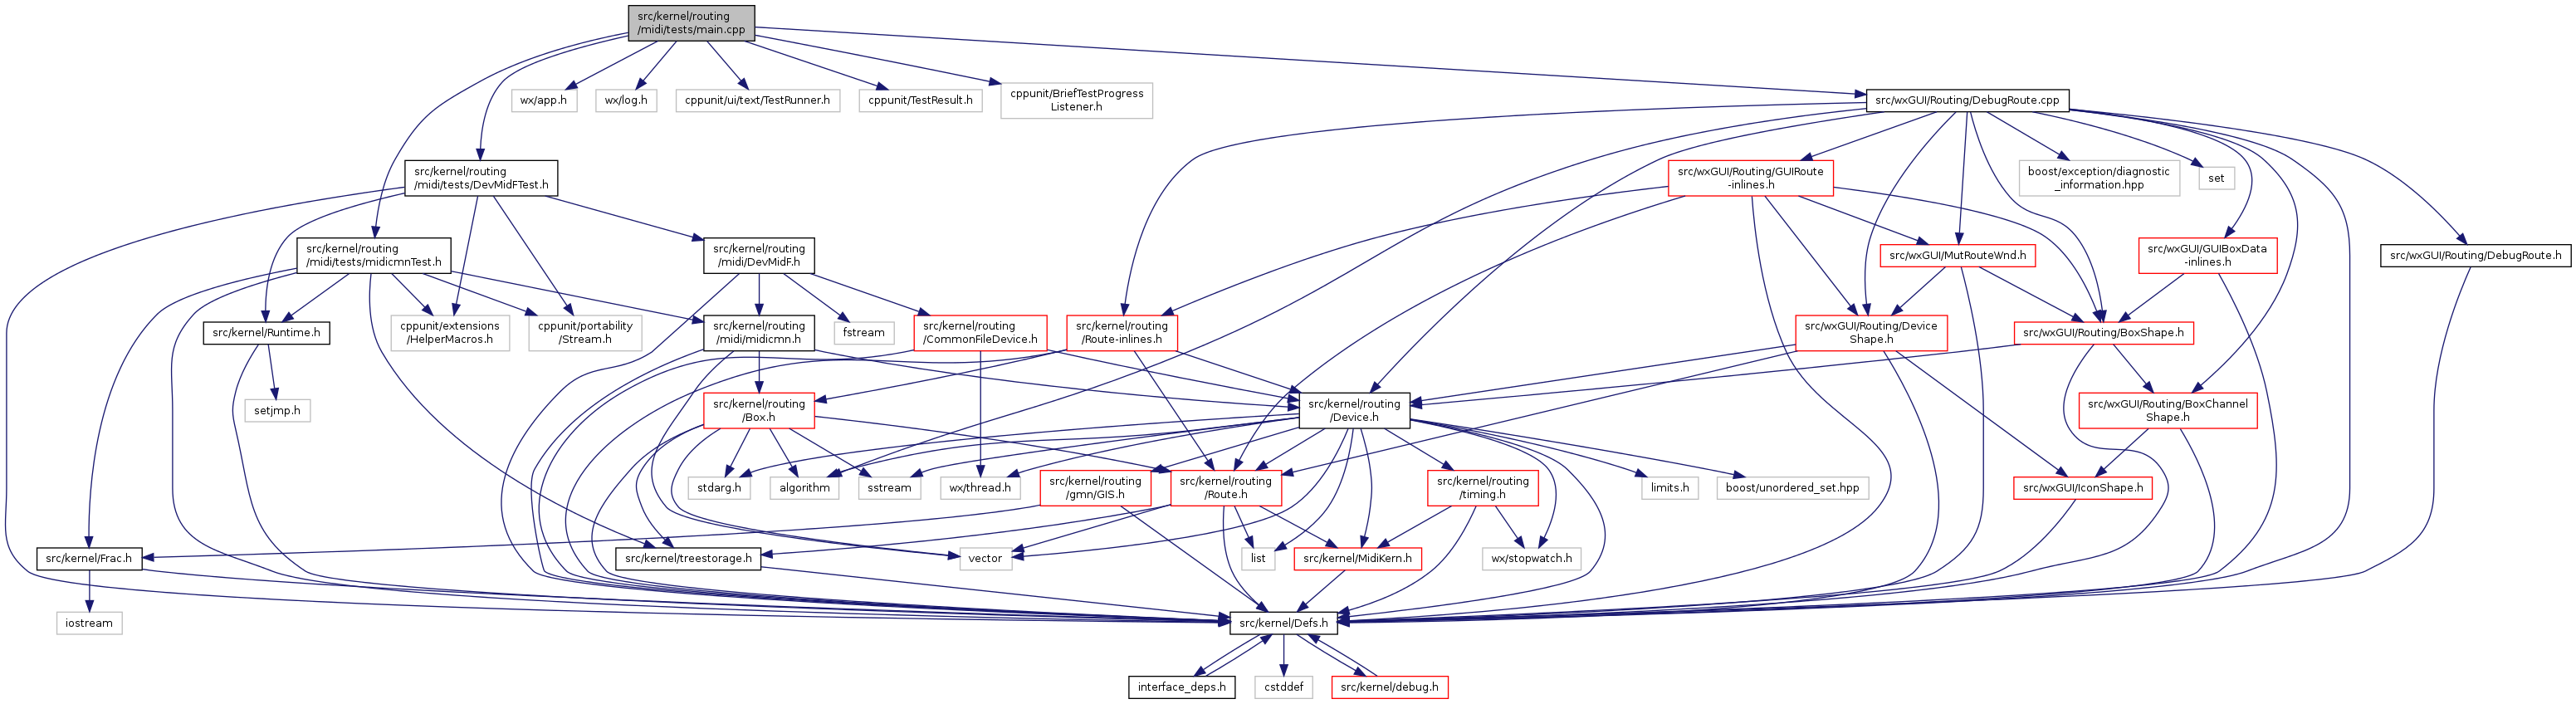 src/kernel/routing
/midi/tests/main.cpp
wx/app.h
wx/log.h
cppunit/ui/text/TestRunner.h
cppunit/TestResult.h
cppunit/BriefTestProgress
Listener.h
src/wxGUI/Routing/DebugRoute.cpp
src/kernel/routing
/midi/tests/DevMidFTest.h
src/wxGUI/Routing/GUIRoute
-inlines.h
boost/exception/diagnostic
_information.hpp
set
src/kernel/routing
/midi/tests/midicmnTest.h
src/kernel/routing
/midi/DevMidF.h
src/wxGUI/MutRouteWnd.h
src/wxGUI/GUIBoxData
-inlines.h
src/wxGUI/Routing/DebugRoute.h
src/kernel/Runtime.h
cppunit/extensions
/HelperMacros.h
cppunit/portability
/Stream.h
src/kernel/routing
/midi/midicmn.h
fstream
src/kernel/routing
/CommonFileDevice.h
src/kernel/routing
/Route-inlines.h
src/wxGUI/Routing/Device
Shape.h
src/wxGUI/Routing/BoxShape.h
setjmp.h
src/kernel/routing
/Box.h
src/kernel/routing
/Device.h
src/wxGUI/Routing/BoxChannel
Shape.h
stdarg.h
algorithm
sstream
wx/thread.h
src/kernel/routing
/gmn/GIS.h
src/kernel/routing
/Route.h
src/kernel/routing
/timing.h
limits.h
boost/unordered_set.hpp
src/wxGUI/IconShape.h
src/kernel/Frac.h
src/kernel/treestorage.h
vector
list
src/kernel/MidiKern.h
wx/stopwatch.h
iostream
src/kernel/Defs.h
interface_deps.h
cstddef
src/kernel/debug.h